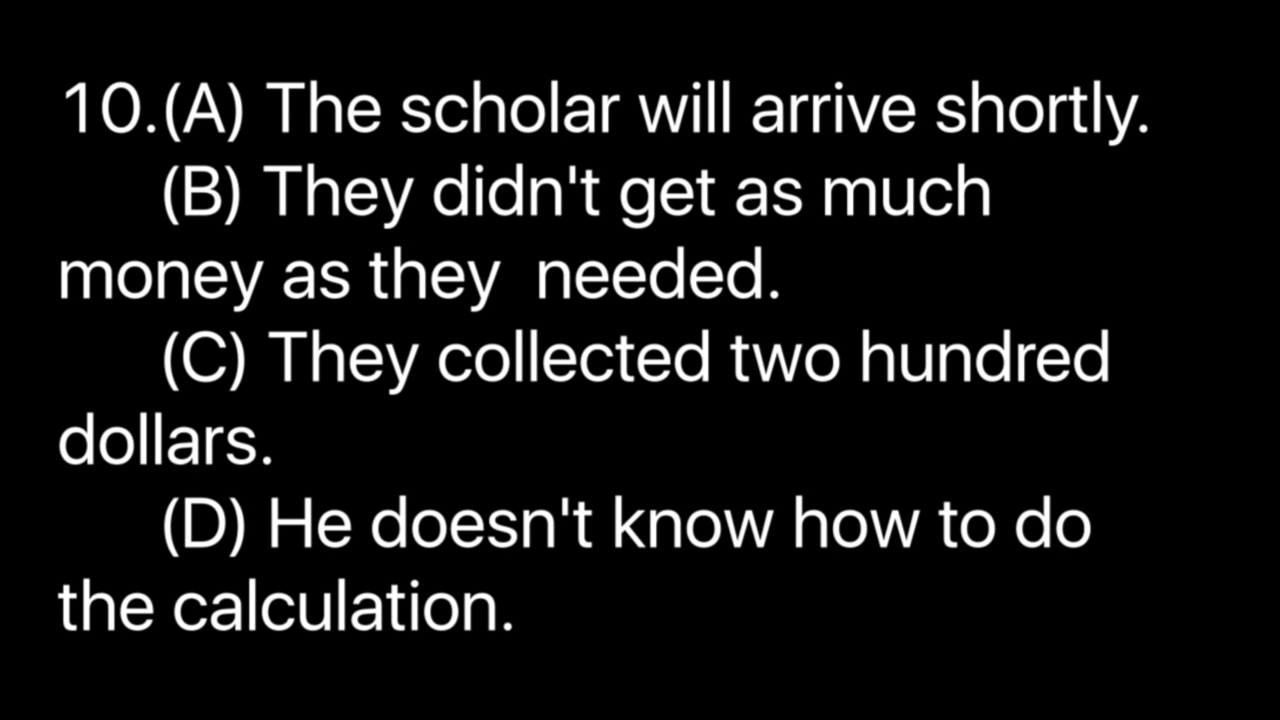 10.(A) The scholar will arrive shortly.
(B) They didn't get as much
money as they  needed.
(C) They collected two hundred
dollars.
(D) He doesn't know how to do
the calculation.